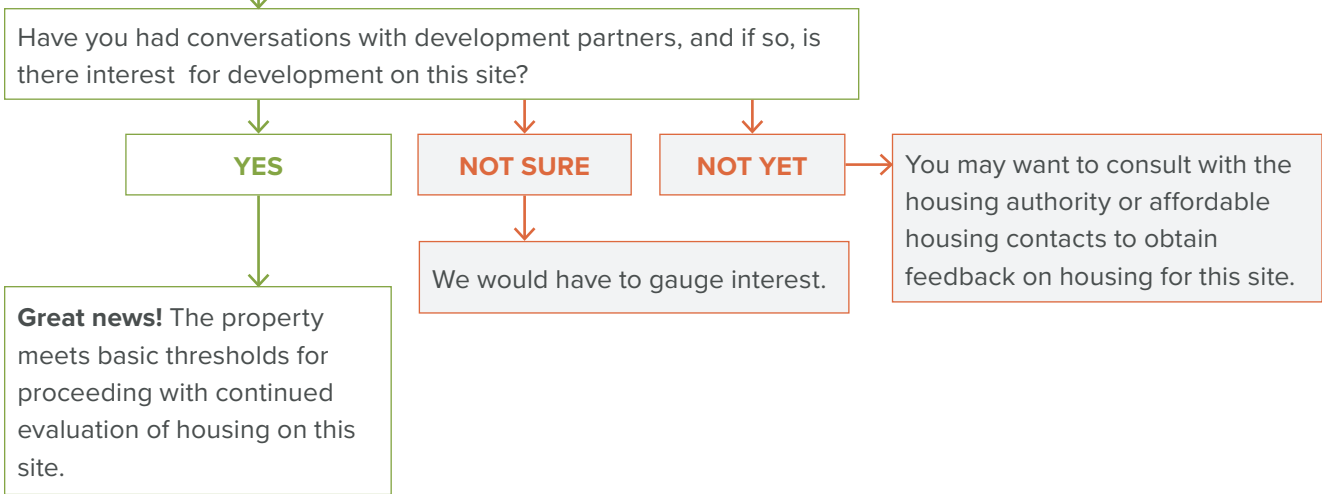 Have you had conversations with development partners, and if so, is
there interest for development on this site?
YES
NOT SURE
NOT YET
You may want to consult with the
housing authority or affordable
housing contacts to obtain
feedback on housing for this site.
We would have to gauge interest.
Great news! The property
meets basic thresholds for
proceeding with continued
evaluation of housing on this
site.